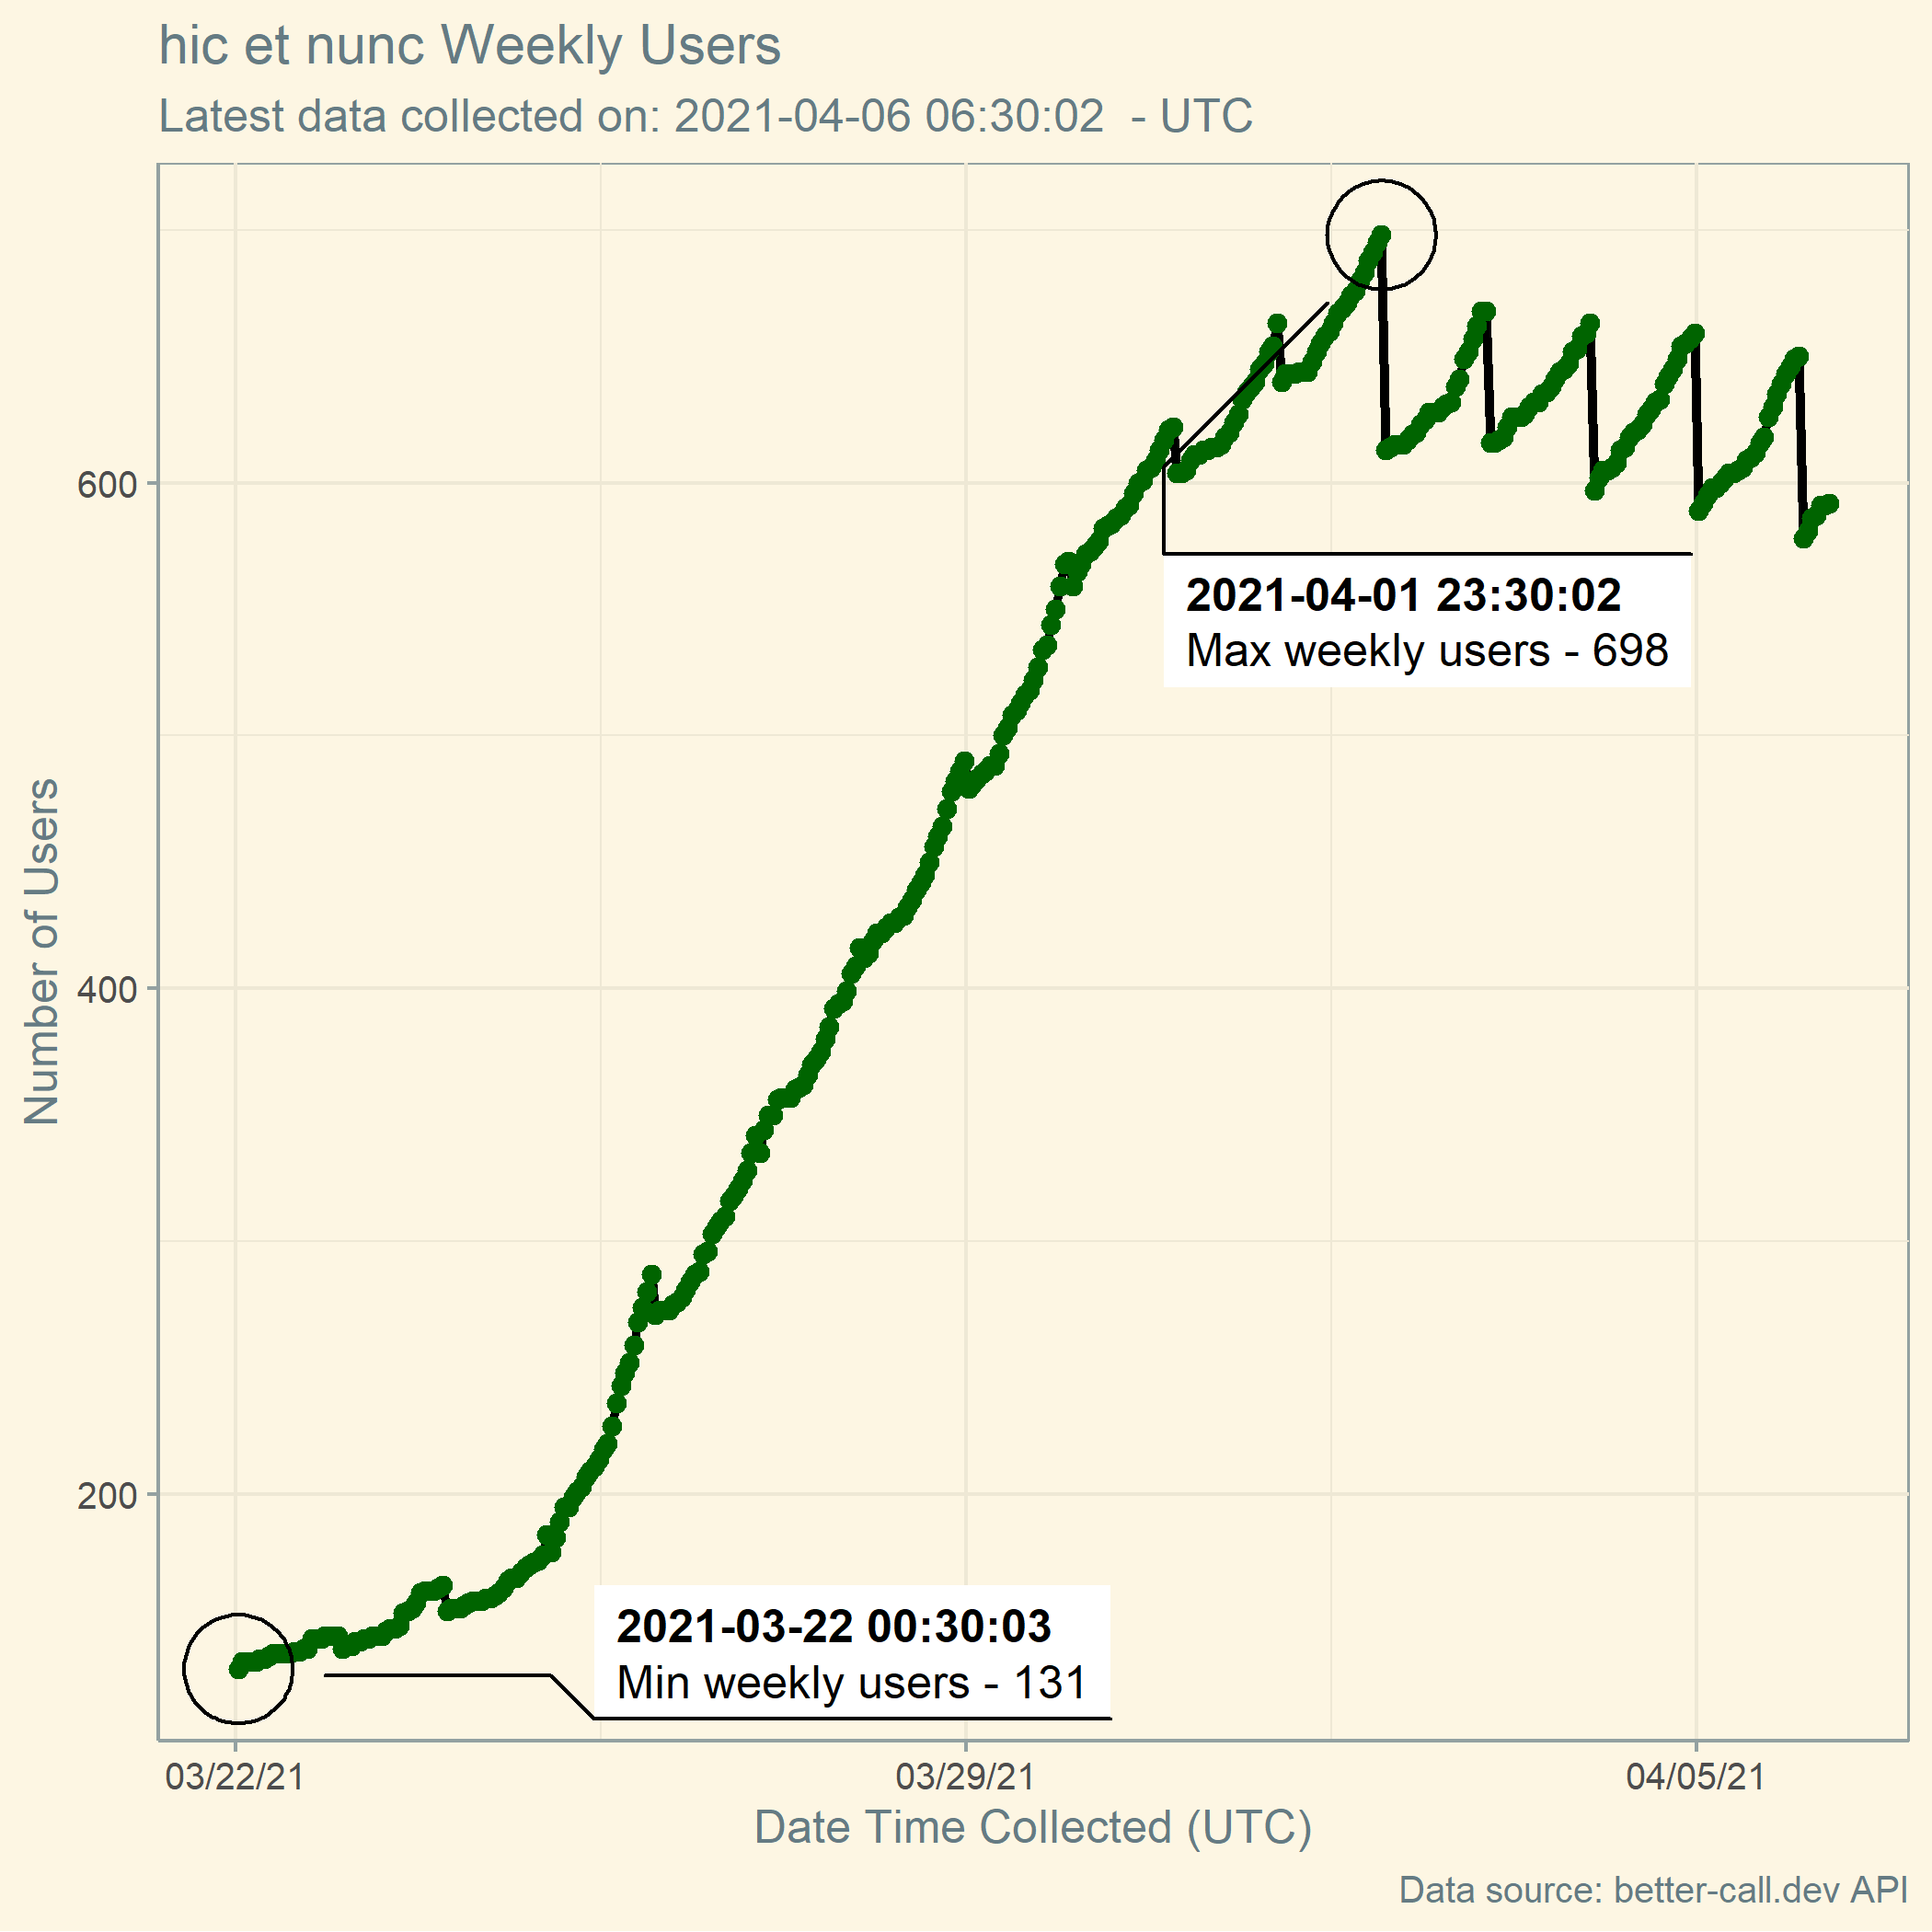 hic et nunc Weekly Users
Latest data collected on: 2021-04-06 06:30:02  - UTC
Number of Users
600
400
200
2021-04-01 23:30:02
Max weekly users - 698
2021-03-22 00:30:03
Min weekly users - 131
03/22/21
03/29/21
04/05/21
Date Time Collected (UTC)
Data source: better-call.dev API